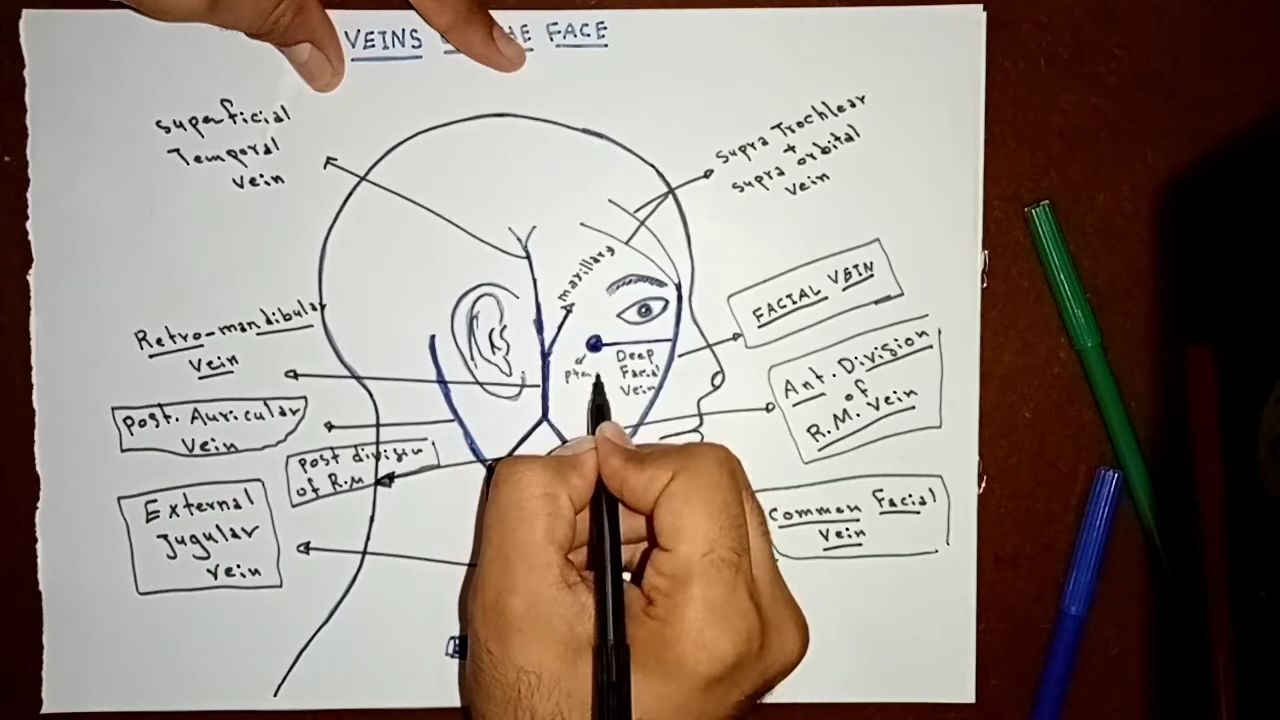 VEINS THE FACE
Superficial
Temporal
vein
Supra Trochlear
+
supra orbital
vein
maxillary
FACIAL VEIN
Retro-mandibular
vein
Deep
Facial
vein
Ant. Division
of
R.M. vein
Post. Auricular
vein
post division
of R.M
External
jugular
vein
Common Facial
Vein